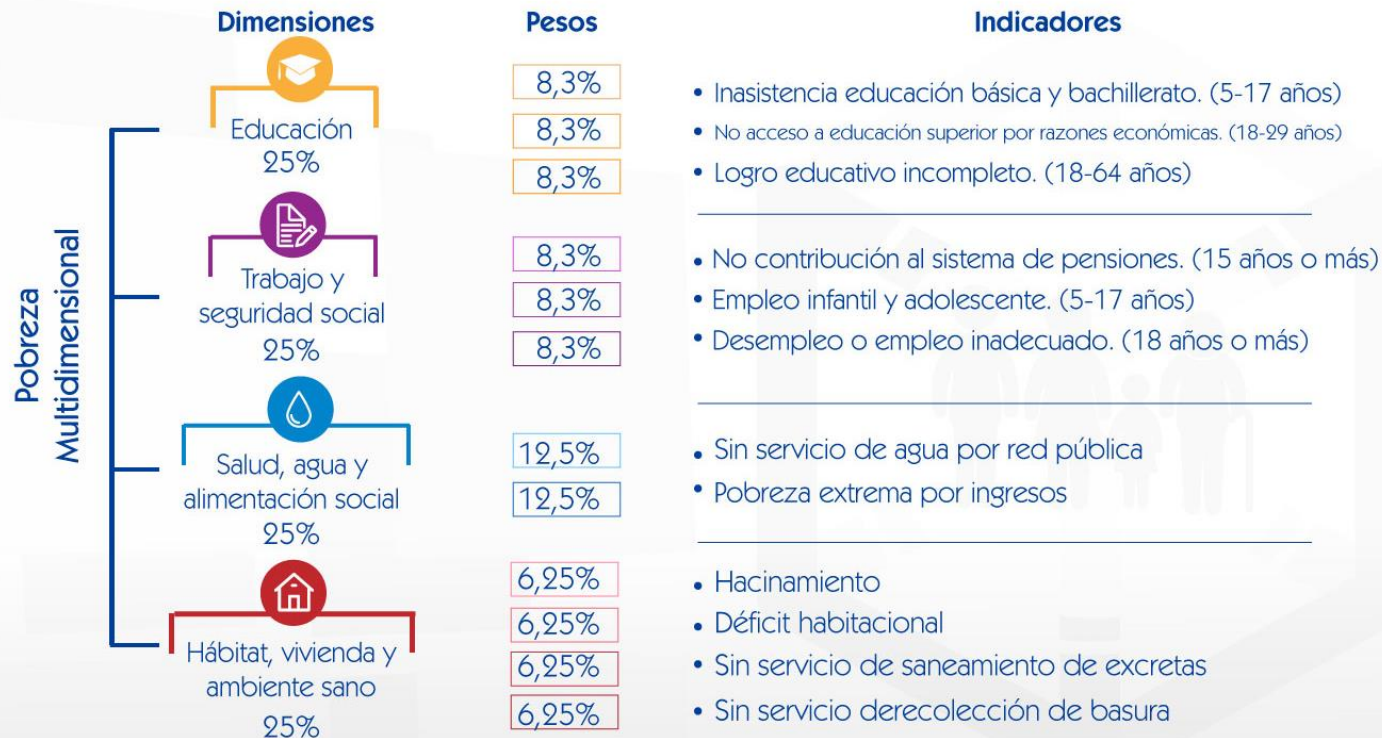 Dimensiones
Pesos
Indicadores
Pobreza
Multidimensional
Educación
25%
8,3%
8,3%
8,3%
• Inasistencia educación básica y bachillerato. (5-17 años)
• No acceso a educación superior por razones económicas. (18-29 años)
• Logro educativo incompleto. (18-64 años)
Trabajo y
seguridad social
25%
8,3%
8,3%
8,3%
• No contribución al sistema de pensiones. (15 años o más)
• Empleo infantil y adolescente. (5-17 años)
• Desempleo o empleo inadecuado. (18 años o más)
Salud, agua y
alimentación social
25%
12,5%
12,5%
• Sin servicio de agua por red pública
• Pobreza extrema por ingresos
Hábitat, vivienda y
ambiente sano
25%
6,25%
6,25%
6,25%
6,25%
• Hacinamiento
• Déficit habitacional
• Sin servicio de saneamiento de excretas
• Sin servicio derecolección de basura